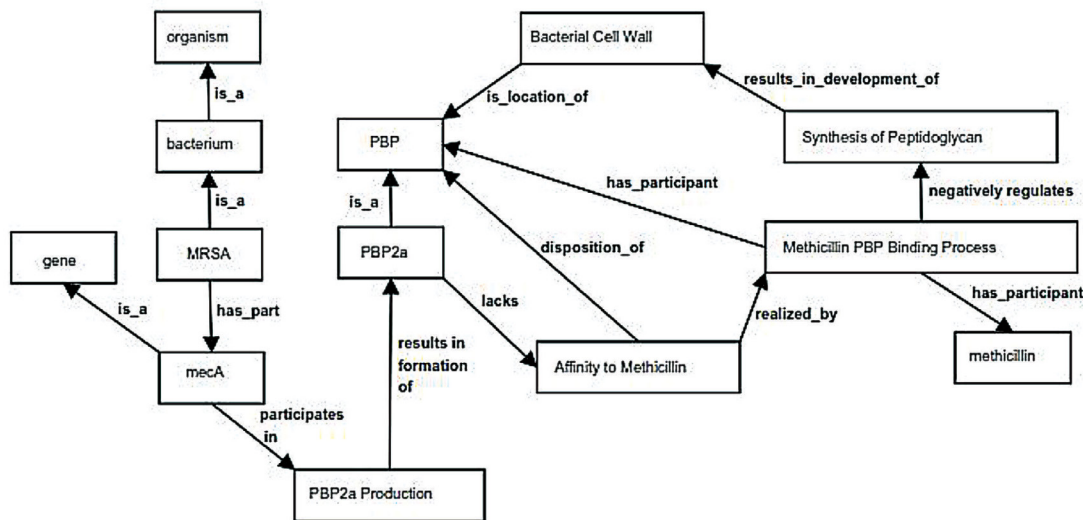 organism
Bacterial Cell Wall
is_a
is_location_of
results_in_development_of
bacterium
PBP
Synthesis of Peptidoglycan
is_a
is_a
has_participant
negatively regulates
gene
MRSA
PBP2a
disposition_of
Methicillin PBP Binding Process
is_a
has_part
lacks
realized_by
has_participant
results in
formation
of
mecA
Affinity to Methicillin
methicillin
participates
in
PBP2a Production